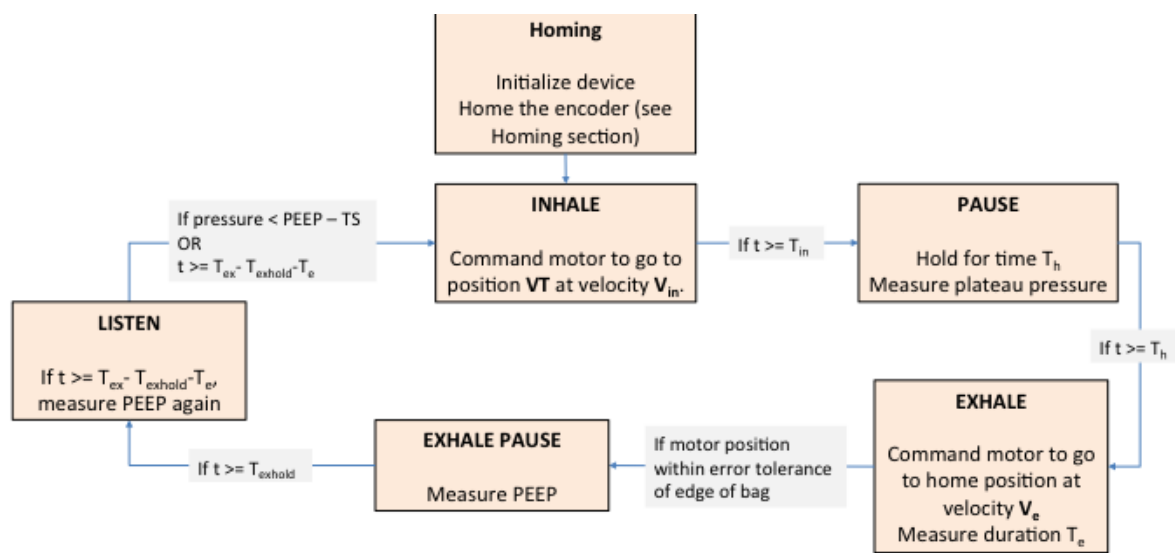 Homing
Initialize device
Home the encoder (see
Homing section)
If pressure < PEEP – TS
OR
t >= Tex- Texhold-Te
INHALE
Command motor to go to
position VT at velocity Vin.
If t >= Tin
PAUSE
Hold for time Th
Measure plateau pressure
If t >= Th
LISTEN
If t >= Tex- Texhold-Te,
measure PEEP again
If t >= Texhold
EXHALE PAUSE
Measure PEEP
If motor position
within error tolerance
of edge of bag
EXHALE
Command motor to go
to home position at
velocity Ve
Measure duration Te